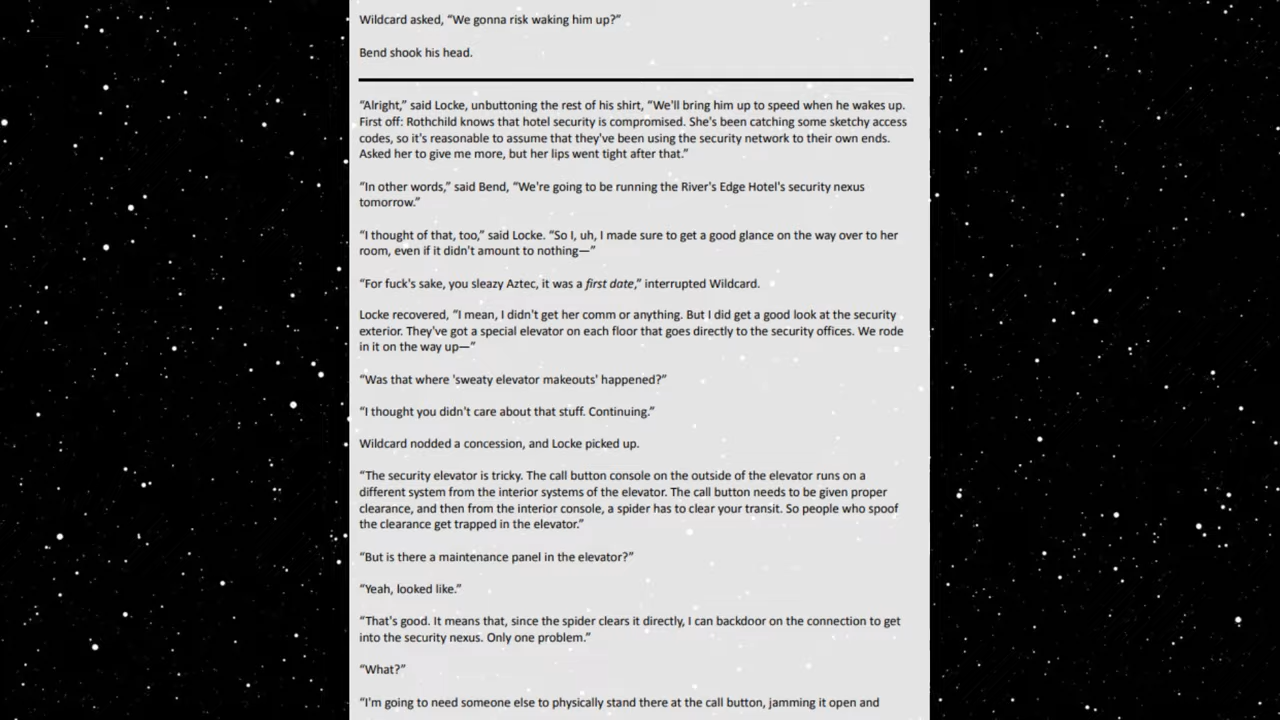 Wildcard asked, “We gonna risk waking him up?”
Bend shook his head.
“Alright,” said Locke, unbuttoning the rest of his shirt, “We'll bring him up to speed when he wakes up.
First off: Rothchild knows that hotel security is compromised. She's been catching some sketchy access
codes, so it's reasonable to assume that they've been using the security network to their own ends.
Asked her to give me more, but her lips went tight after that.”
“In other words,” said Bend, “We're going to be running the River's Edge Hotel's security nexus
tomorrow.”
“I thought of that, too,” said Locke. “So I, uh, I made sure to get a good glance on the way over to her
room, even if it didn't amount to nothing—”
“For fuck's sake, you sleazy Aztec, it was a first date,” interrupted Wildcard.
Locke recovered, “I mean, I didn't get her comm or anything. But I did get a good look at the security
exterior. They've got a special elevator on each floor that goes directly to the security offices. We rode
in it on the way up—”
“Was that where 'sweaty elevator makeouts' happened?”
“I thought you didn't care about that stuff. Continuing.”
Wildcard nodded a concession, and Locke picked up.
“The security elevator is tricky. The call button console on the outside of the elevator runs on a
different system from the interior systems of the elevator. The call button needs to be given proper
clearance, and then from the interior console, a spider has to clear your transit. So people who spoof
the clearance get trapped in the elevator.”
“But is there a maintenance panel in the elevator?”
“Yeah, looked like.”
“That's good. It means that, since the spider clears it directly, I can backdoor on the connection to get
into the security nexus. Only one problem.”
“What?”
“I'm going to need someone else to physically stand there at the call button, jamming it open and